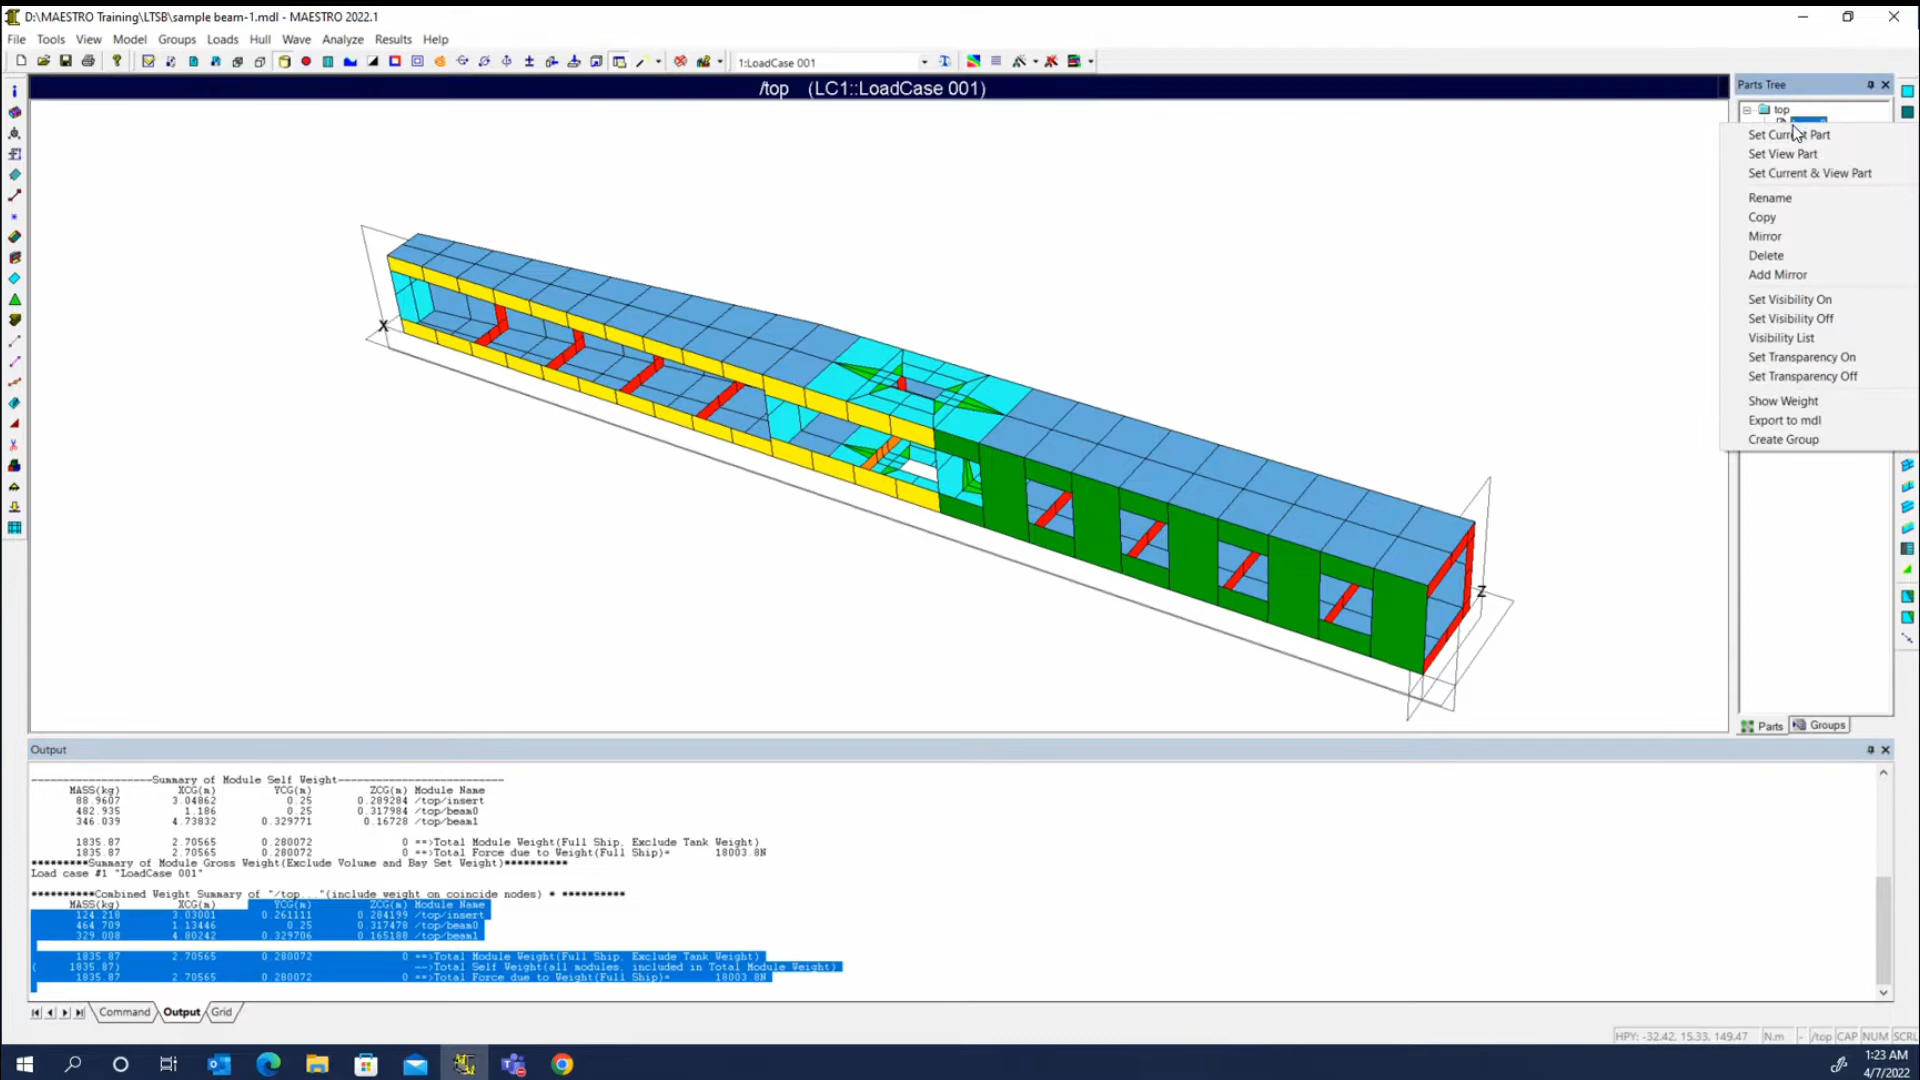 D:\MAESTRO Training\LTSB\sample beam-1.mdl - MAESTRO 2022.1
File Tools View Model Groups Loads Hull Wave Analyze Results Help
1:LoadCase 001
/top (LC1::LoadCase 001)
Parts Tree
top
Set Current Part
Set View Part
Set Current & View Part
Rename
Copy
Mirror
Delete
Add Mirror
Set Visibility On
Set Visibility Off
Visibility List
Set Transparency On
Set Transparency Off
Show Weight
Export to mdl
Create Group
X
Z
Parts Groups
Output
--------------------Summary of Module Self Weight---------------------------
MASS(kg) XCG(m) YCG(m) ZCG(m) Module Name
88.9607 3.04862 0.25 0.289284 /top/insert
482.935 1.186 0.25 0.317984 /top/beam0
346.039 4.73832 0.329771 0.16728 /top/beam1
1835.87 2.70565 0.280072 0 ==>Total Module Weight(Full Ship, Exclude Tank Weight)
1835.87 2.70565 0.280072 0 ==>Total Force due to Weight(Full Ship)= 18003.8N
*********Summary of Module Gross Weight(Exclude Volume and Bay Set Weight)**********
Load case #1 "LoadCase 001"
**********Combined Weight Summary of "/top..."(include weight on coincide nodes) * **********
MASS(kg) XCG(m) YCG(m) ZCG(m) Module Name
124.218 3.03001 0.261111 0.284199 /top/insert
464.709 1.13446 0.25 0.317478 /top/beam0
329.008 4.80242 0.329706 0.165188 /top/beam1
1835.87 2.70565 0.280072 0 ==>Total Module Weight(Full Ship, Exclude Tank Weight)
( 1835.87) -->Total Self Weight(all modules, included in Total Module Weight)
1835.87 2.70565 0.280072 0 ==>Total Force due to Weight(Full Ship)= 18003.8N
Command Output Grid
HPY: -32.42, 15.33, 149.47 N.m - /top CAP NUM SCRL
1:23 AM
4/7/2022